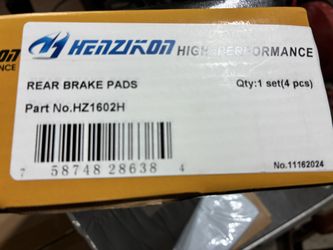 HENZIKON HIGH-PERFORMANCE
ANCE
REAR BRAKE PADS
Qty:1 set(4 pcs)
Part No.HZ1602H
7 58748 28638 4
No.11162024